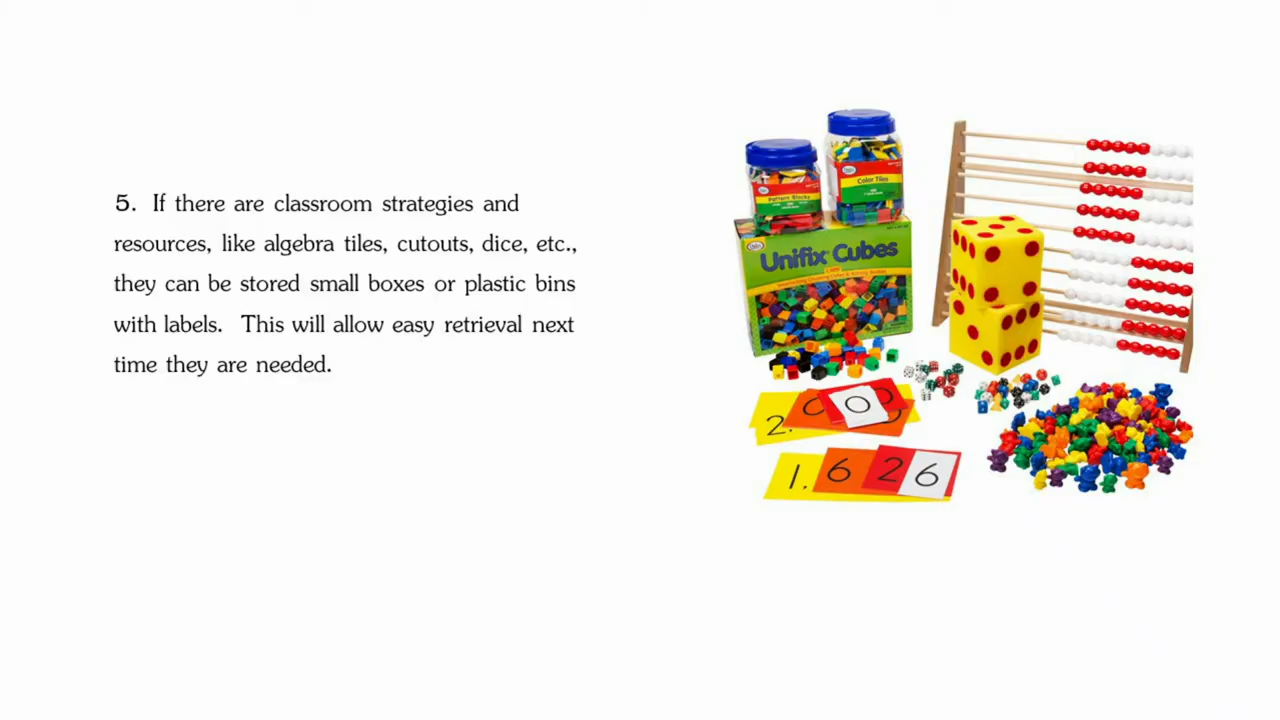 5. If there are classroom strategies and
resources, like algebra tiles, cutouts, dice, etc.,
they can be stored small boxes or plastic bins
with labels. This will allow easy retrieval next
time they are needed.
Pattern Blocks
Color Tiles
Unifix Cubes
2.
0
0
1.
6
2
6